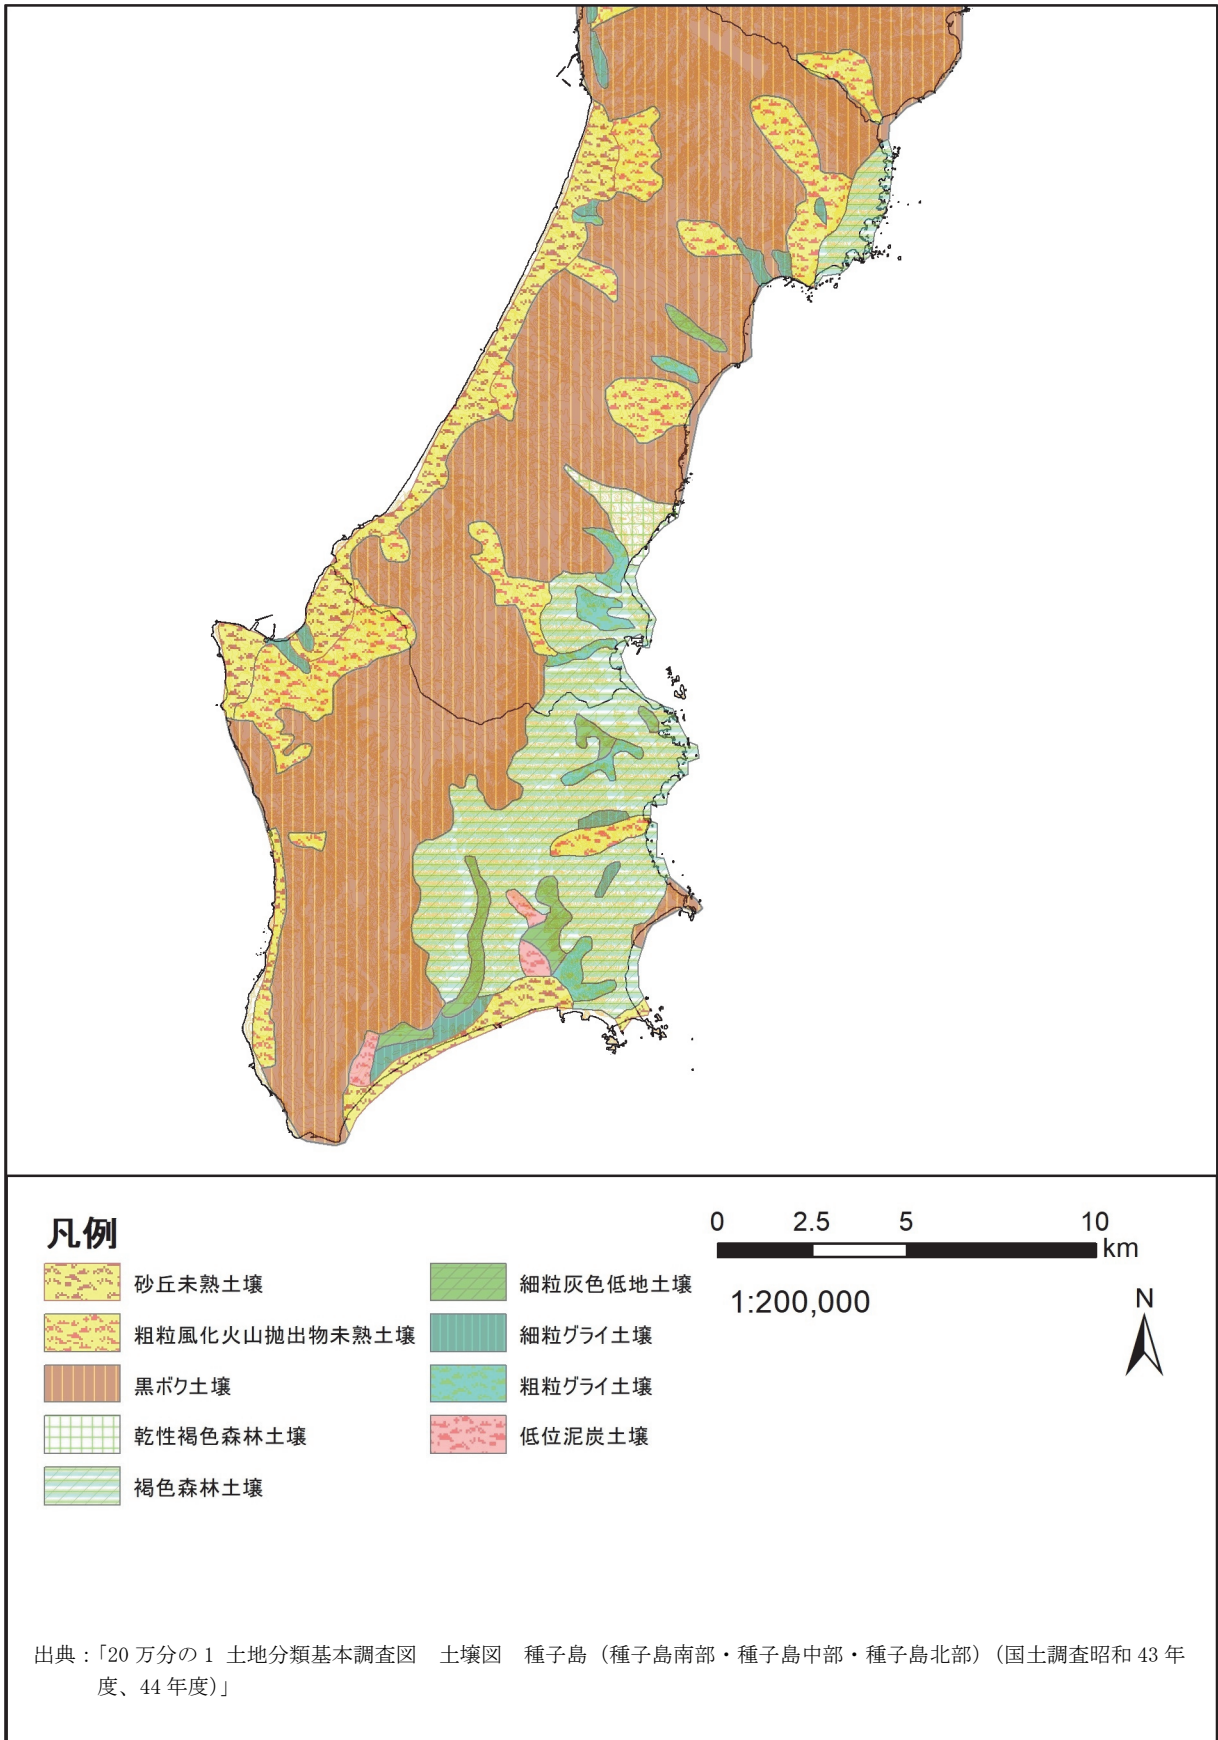 凡例
砂丘未熟土壌
粗粒風化火山抛出物未熟土壌
黒ボク土壌
乾性褐色森林土壌
褐色森林土壌
細粒灰色低地土壌
細粒グライ土壌
粗粒グライ土壌
低位泥炭土壌
0 2.5 5 10
km
1:200,000
N
出典：「20 万分の 1 土地分類基本調査図　土壌図　種子島（種子島南部・種子島中部・種子島北部）（国土調査昭和 43 年
度、44 年度）」